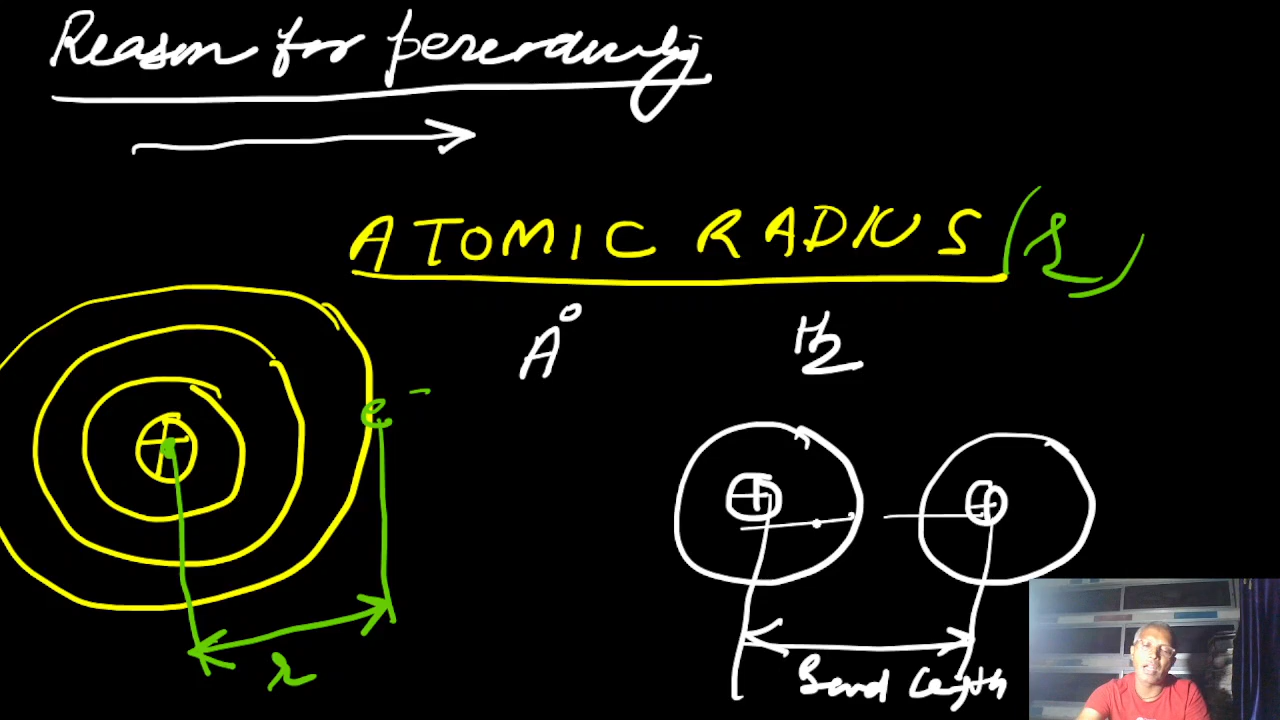 Reason for periodicity
ATOMIC RADIUS (r)
A°
H2
e-
r
Bond length